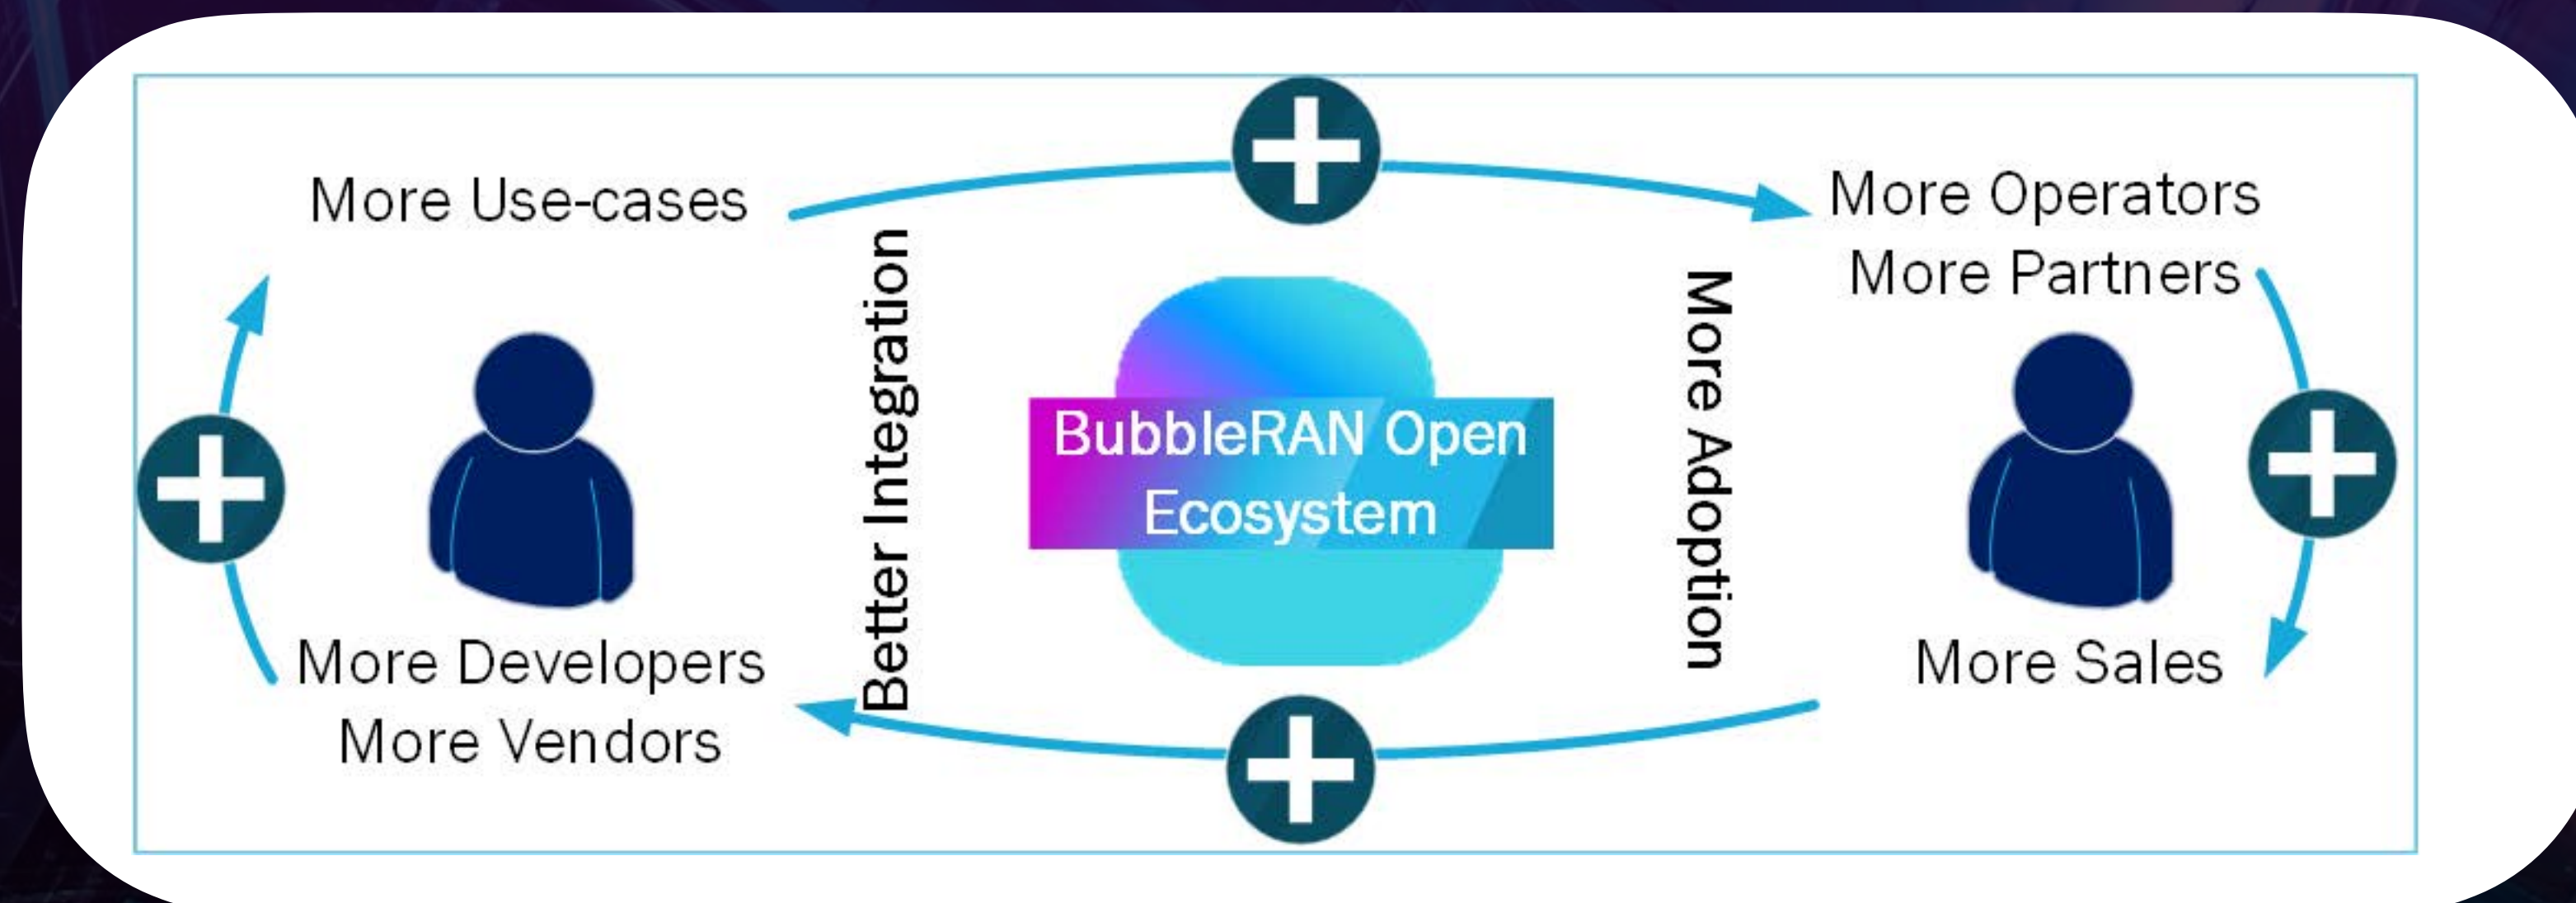 More Use-cases
More Operators
More Partners
Better Integration
BubbleRAN Open
Ecosystem
More Adoption
More Developers
More Vendors
More Sales